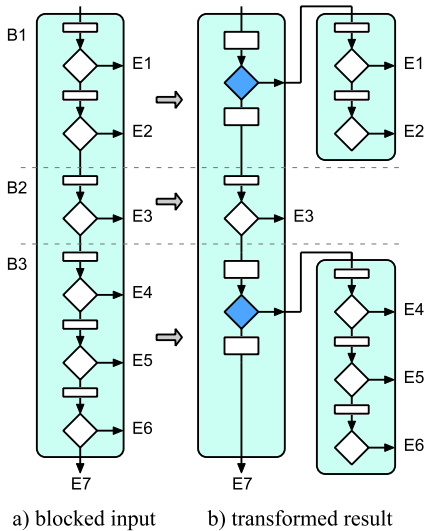 B1
E1
E2
B2
E3
B3
E4
E5
E6
E7
E1
E2
E3
E4
E5
E6
E7
a) blocked input
b) transformed result